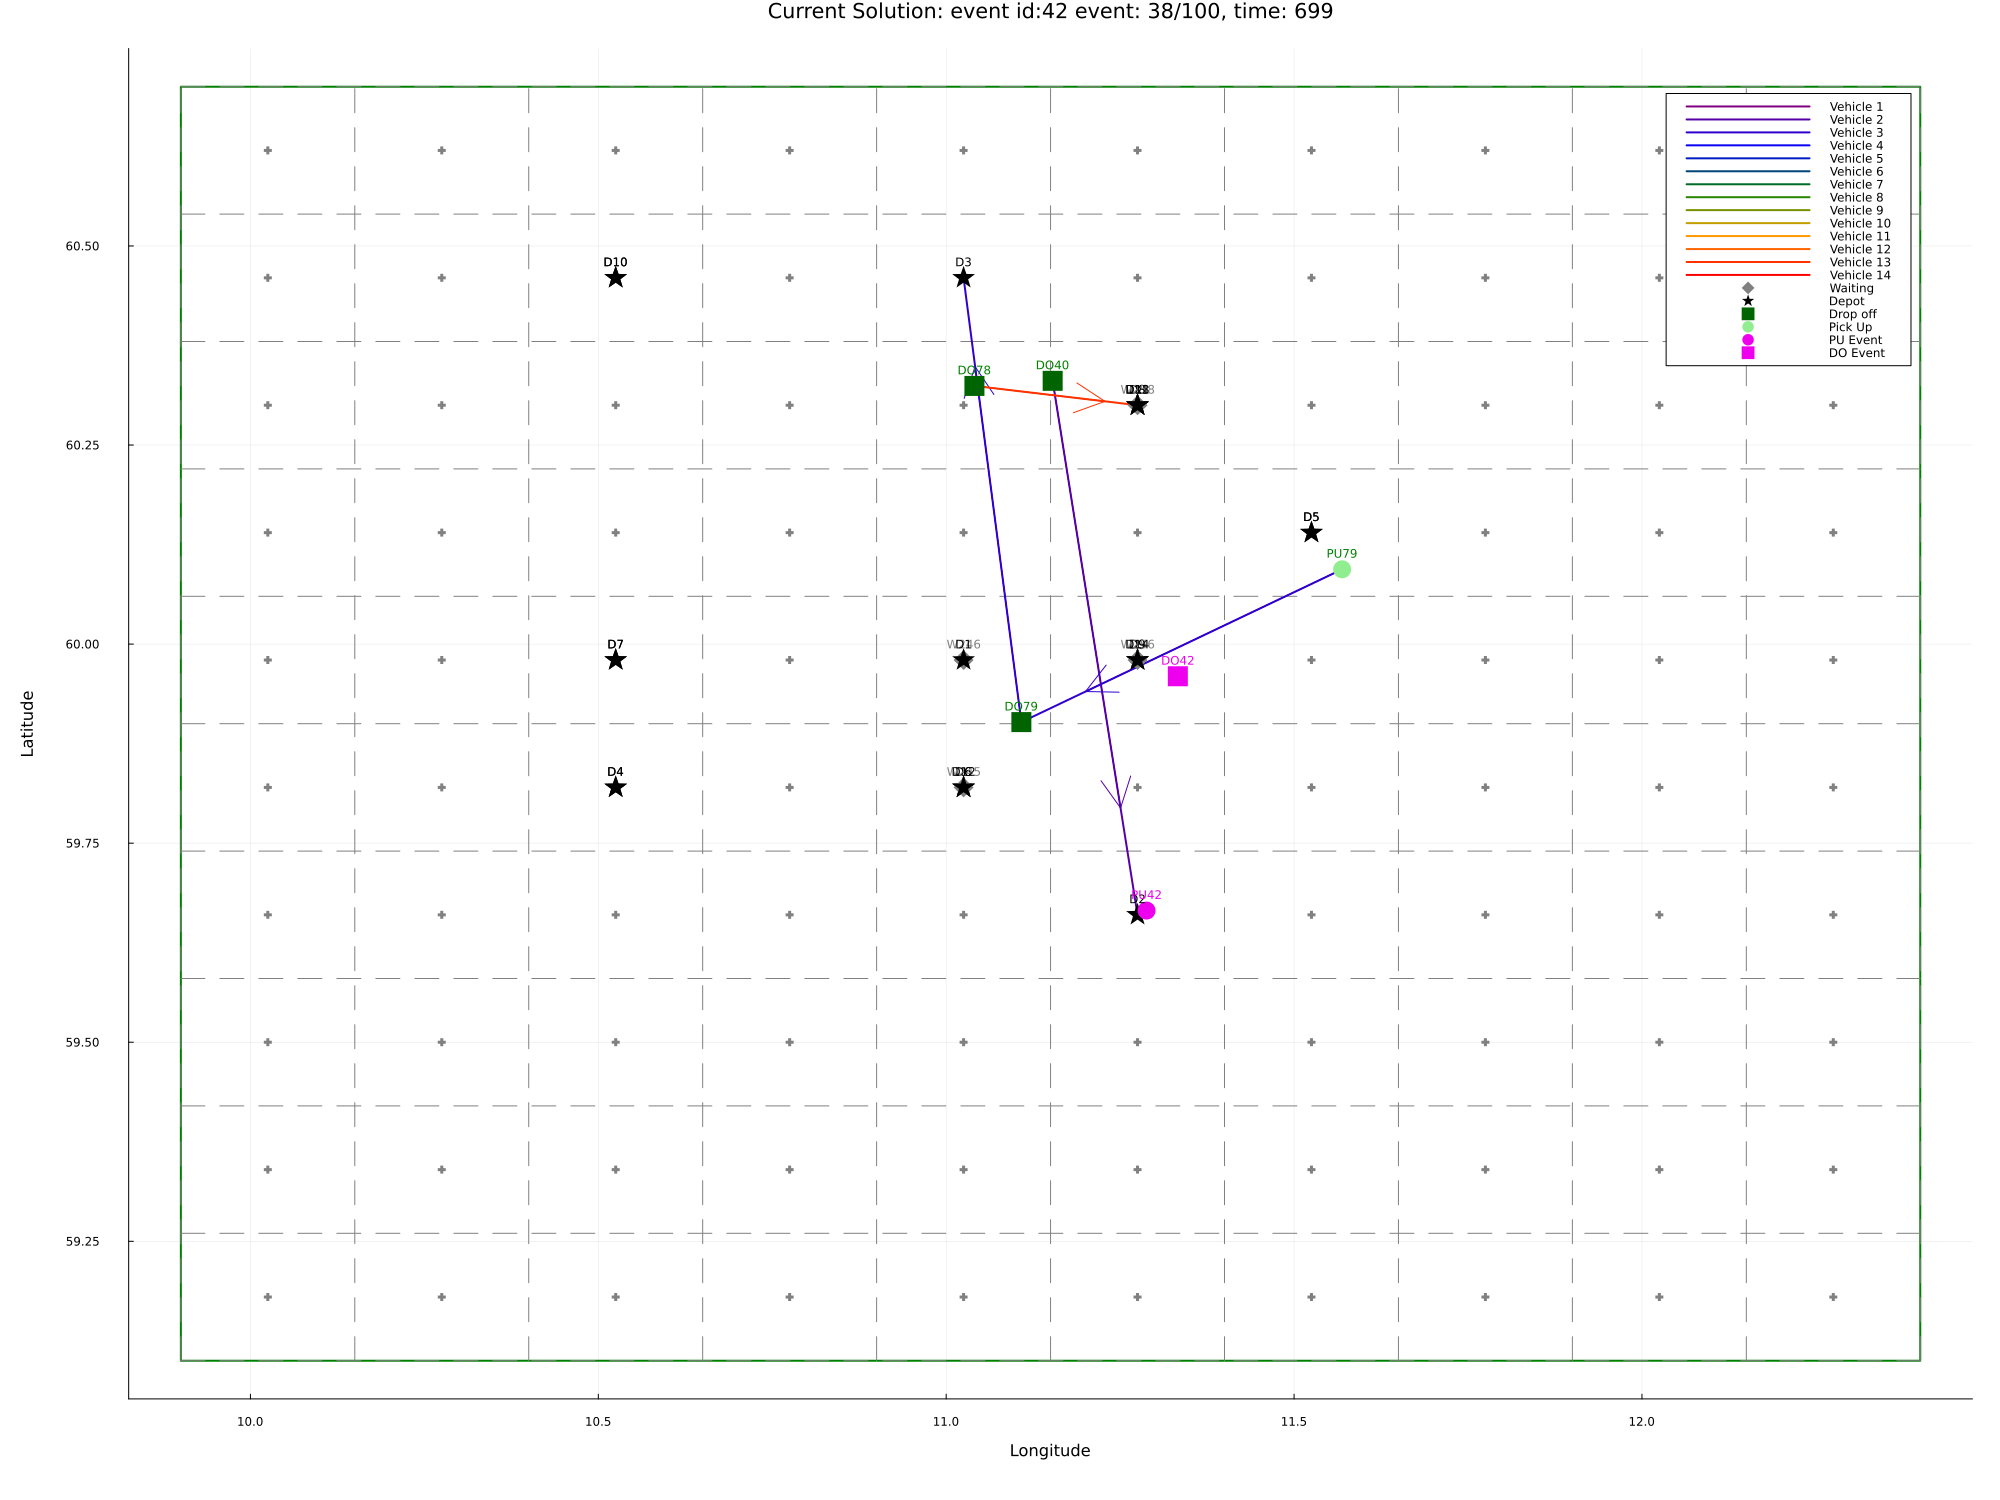 Current Solution: event id:42 event: 38/100, time: 699
Vehicle 1
Vehicle 2
Vehicle 3
Vehicle 4
Vehicle 5
Vehicle 6
Vehicle 7
Vehicle 8
Vehicle 9
Vehicle 10
Vehicle 11
Vehicle 12
Vehicle 13
Vehicle 14
Waiting
Depot
Drop off
Pick Up
PU Event
DO Event
60.50
D10
D3
DO78
DO40
60.25
D5
PU79
60.00
D7
D1
DO42
DO79
D4
59.75
PU42
D2
59.50
59.25
10.0
10.5
11.0
11.5
12.0
Longitude
Latitude